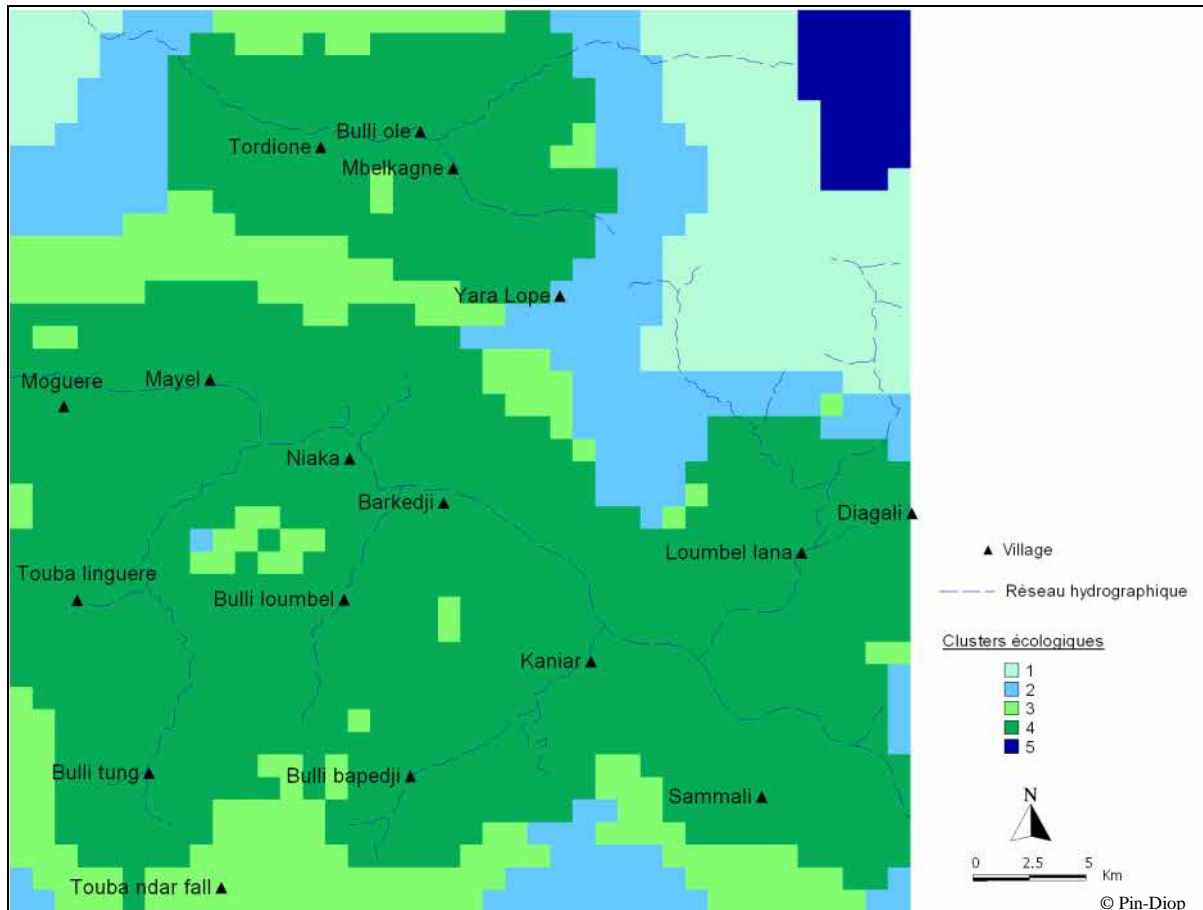 Bulli ole
Tordione
Mbelkagne
Yara Lope
Moguere
Mayel
Niaka
Barkedji
Diagali
Loumbel lana
Touba linguere
Bulli loumbel
Kaniar
Bulli tung
Bulli bapedji
Sammali
Touba ndar fall
Village
Réseau hydrographique
Clusters écologiques
1
2
3
4
5
N
0 2.5 5
Km
© Pin-Diop